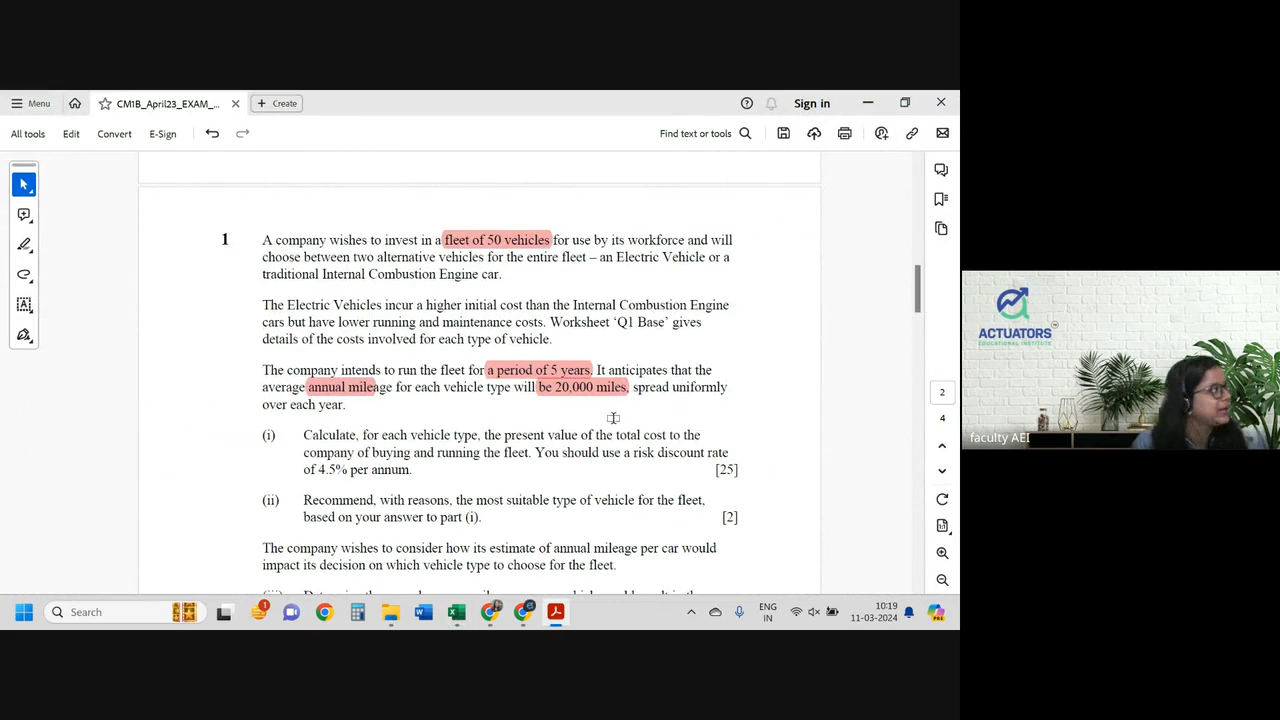 Menu
CM1B_April23_EXAM_...
Create
Sign in
All tools
Edit
Convert
E-Sign
Find text or tools
1
A company wishes to invest in a fleet of 50 vehicles for use by its workforce and will
choose between two alternative vehicles for the entire fleet – an Electric Vehicle or a
traditional Internal Combustion Engine car.
The Electric Vehicles incur a higher initial cost than the Internal Combustion Engine
cars but have lower running and maintenance costs. Worksheet ‘Q1 Base’ gives
details of the costs involved for each type of vehicle.
The company intends to run the fleet for a period of 5 years. It anticipates that the
average annual mileage for each vehicle type will be 20,000 miles, spread uniformly
over each year.
(i) Calculate, for each vehicle type, the present value of the total cost to the
company of buying and running the fleet. You should use a risk discount rate
of 4.5% per annum. [25]
(ii) Recommend, with reasons, the most suitable type of vehicle for the fleet,
based on your answer to part (i). [2]
The company wishes to consider how its estimate of annual mileage per car would
impact its decision on which vehicle type to choose for the fleet.
2
4
ACTUATORS
EDUCATIONAL INSTITUTE
TM
faculty AEI
Search
1
ENG
IN
10:19
11-03-2024
PRE